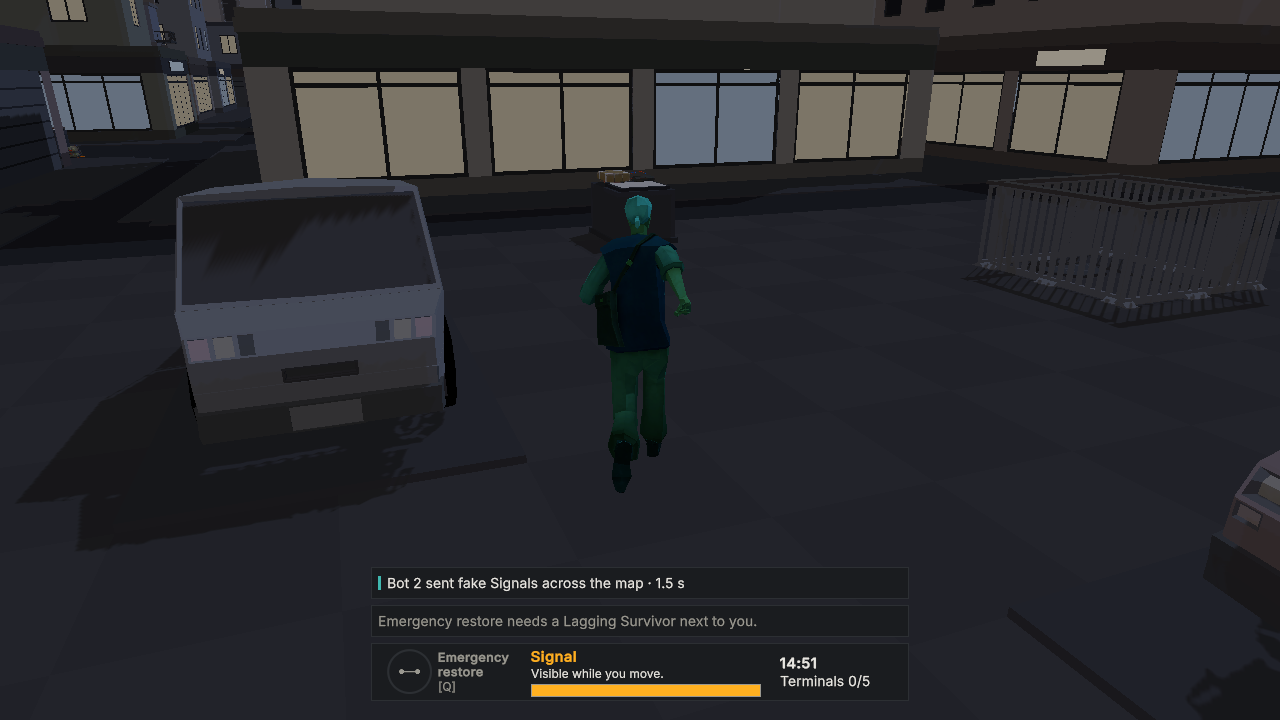 Bot 2 sent fake Signals across the map · 1.5 s
Emergency restore needs a Lagging Survivor next to you.
Emergency
restore
[Q]
Signal
Visible while you move.
14:51
Terminals 0/5